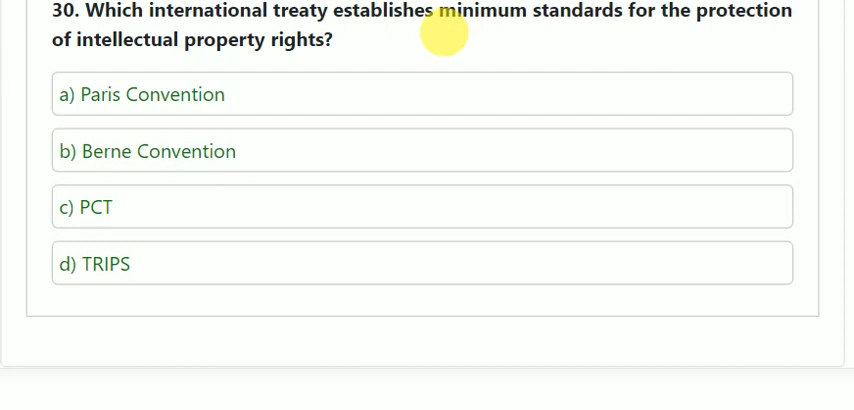 30. Which international treaty establishes minimum standards for the protection
of intellectual property rights?
a) Paris Convention
b) Berne Convention
c) PCT
d) TRIPS